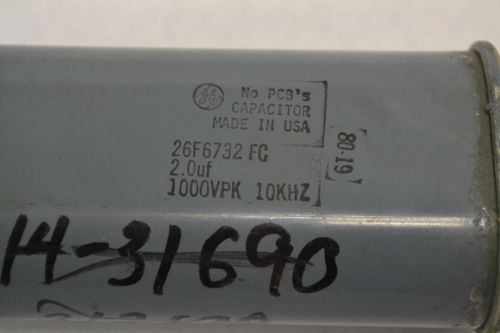 No PCB's
CAPACITOR
MADE IN USA
80-19
26F6732 FC
2.0uf
1000VPK 10KHZ
14-31690